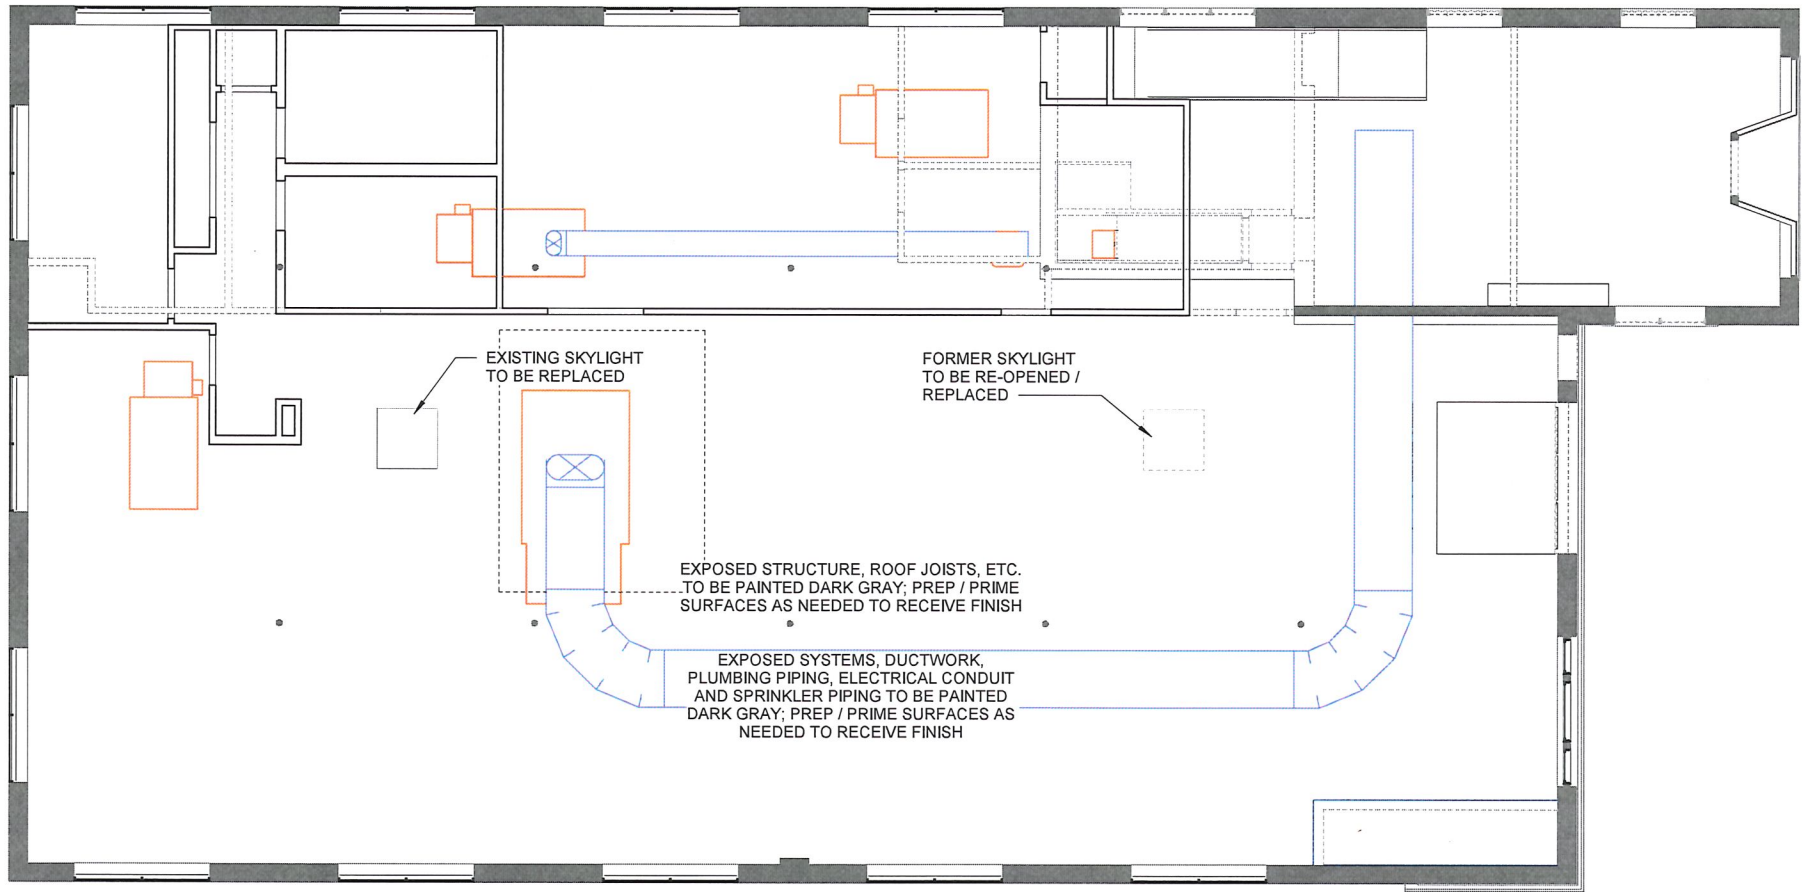 EXISTING SKYLIGHT
TO BE REPLACED
FORMER SKYLIGHT
TO BE RE-OPENED /
REPLACED
EXPOSED STRUCTURE, ROOF JOISTS, ETC.
TO BE PAINTED DARK GRAY; PREP / PRIME
SURFACES AS NEEDED TO RECEIVE FINISH
EXPOSED SYSTEMS, DUCTWORK,
PLUMBING PIPING, ELECTRICAL CONDUIT
AND SPRINKLER PIPING TO BE PAINTED
DARK GRAY; PREP / PRIME SURFACES AS
NEEDED TO RECEIVE FINISH